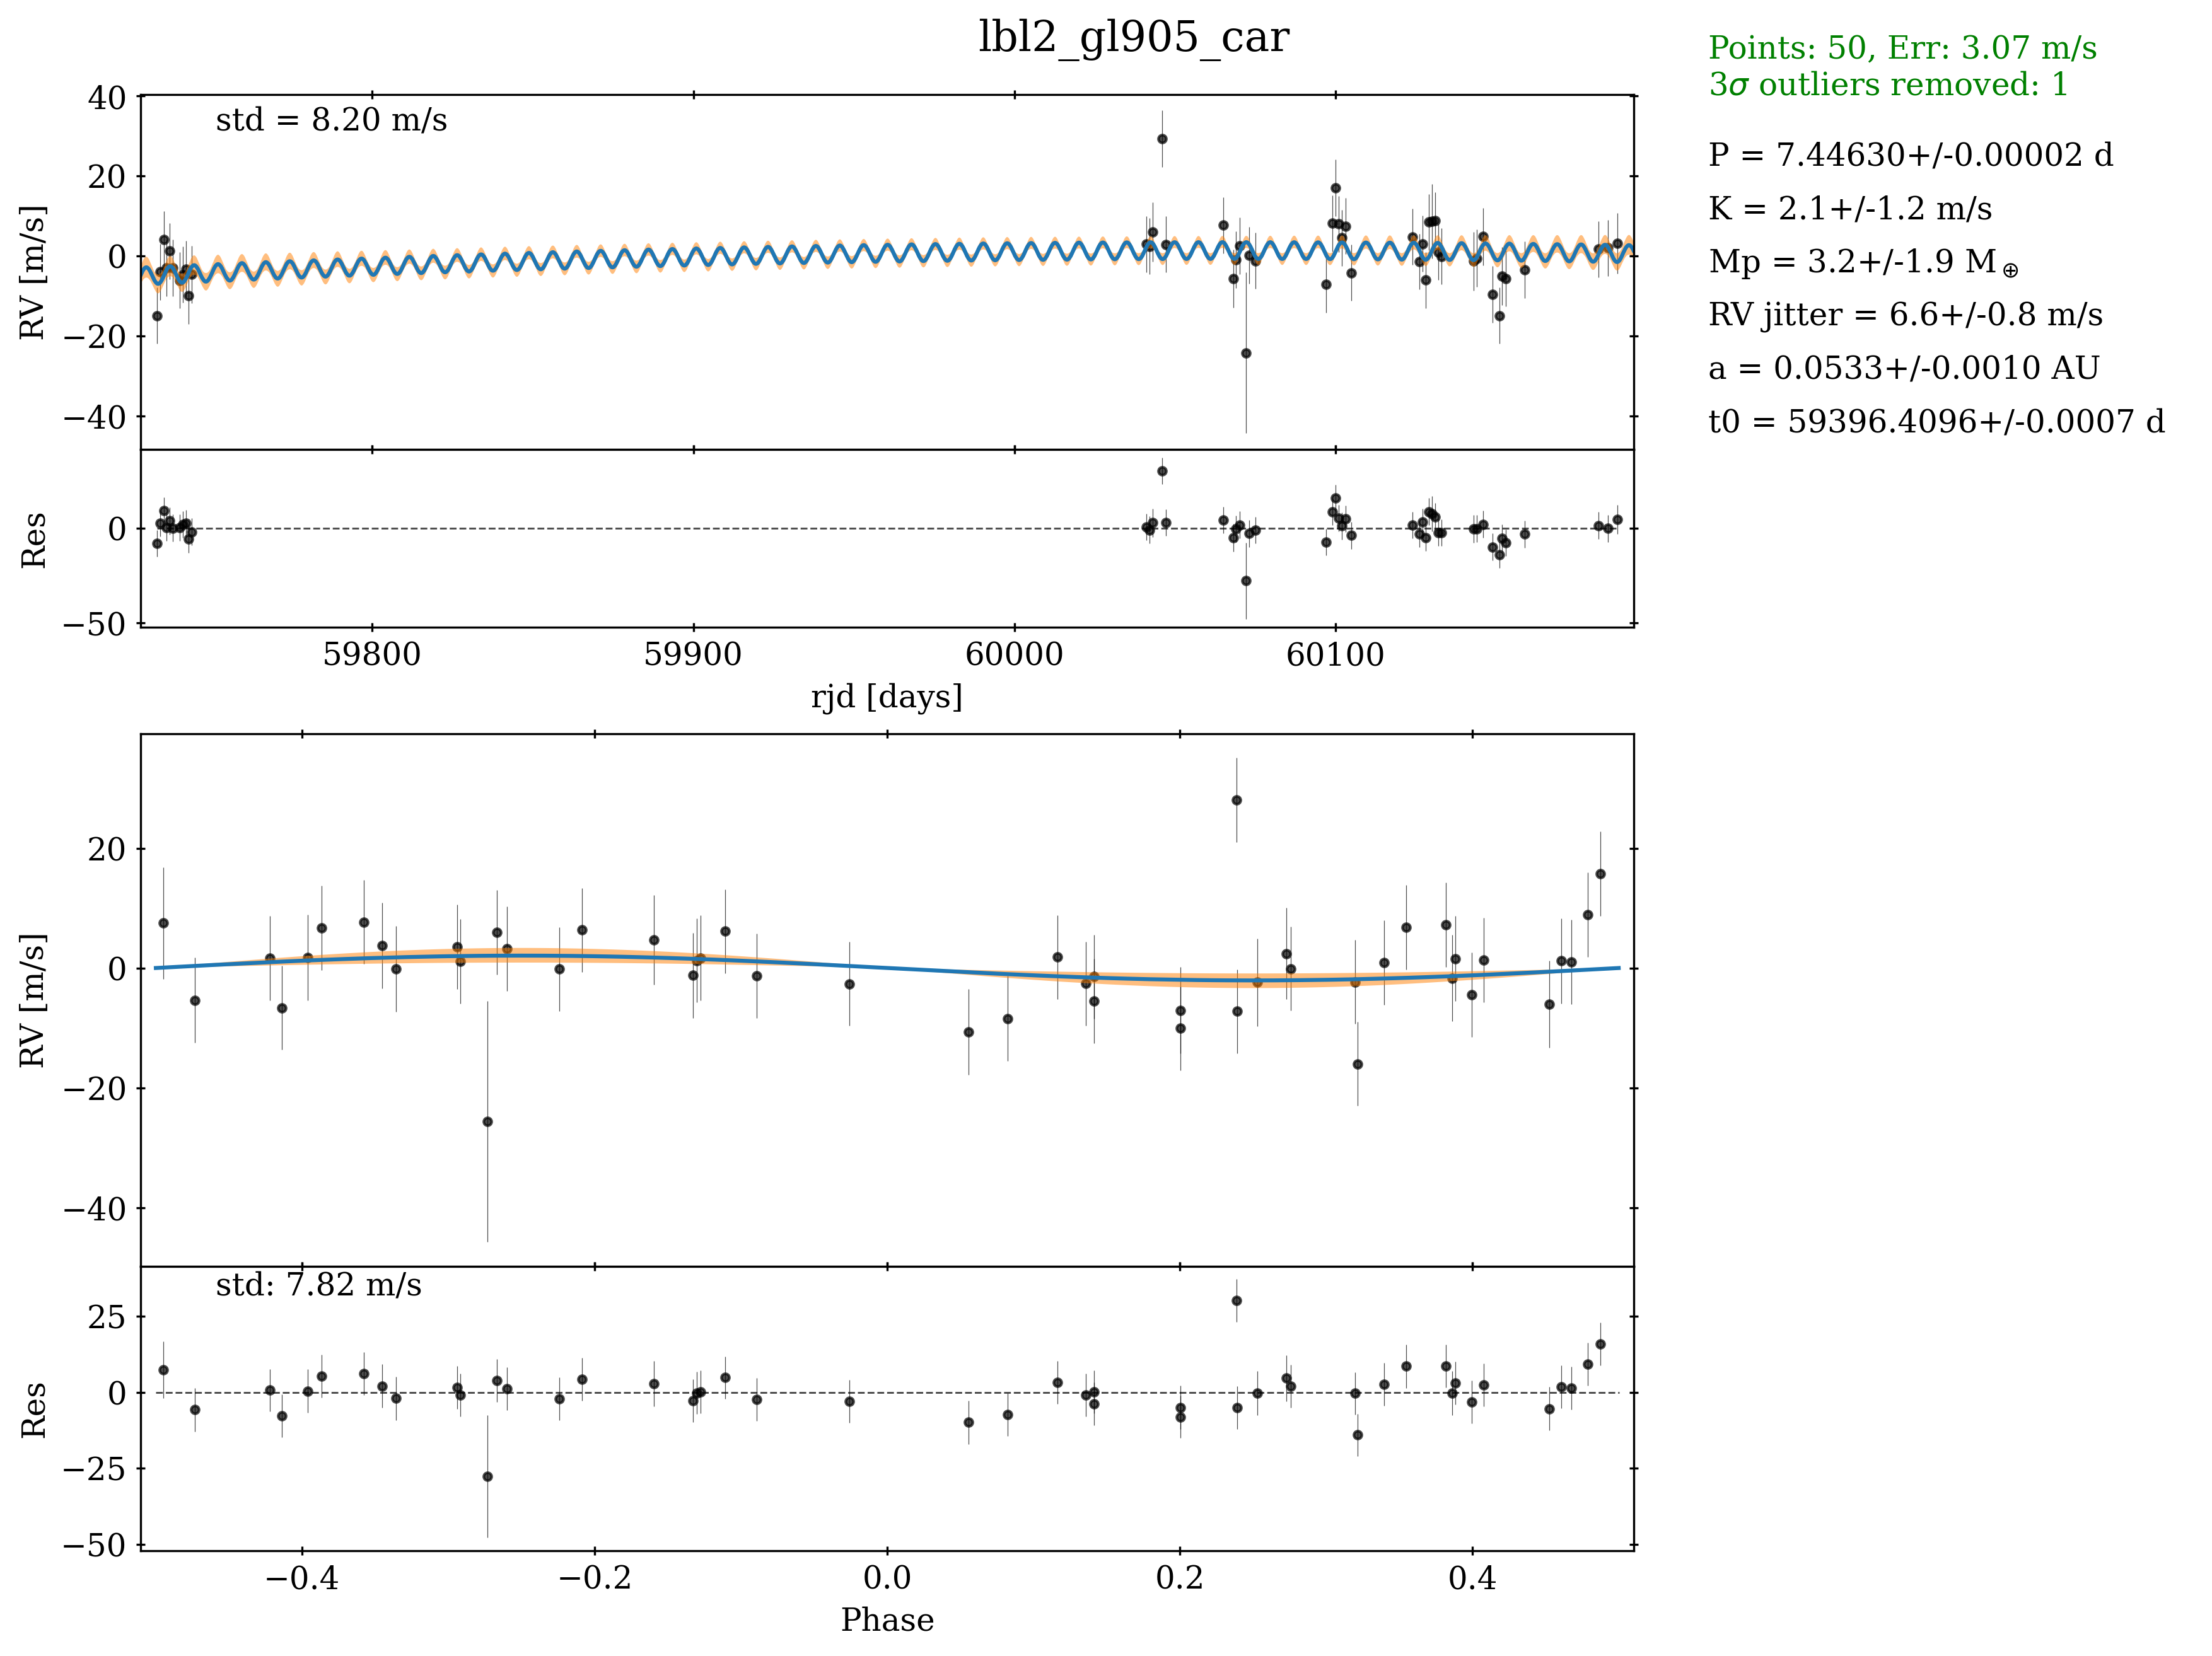 lbl2_gl905_car
Points: 50, Err: 3.07 m/s
3σ outliers removed: 1
P = 7.44630+/-0.00002 d
K = 2.1+/-1.2 m/s
Mp = 3.2+/-1.9 M⊕
RV jitter = 6.6+/-0.8 m/s
a = 0.0533+/-0.0010 AU
t0 = 59396.4096+/-0.0007 d
std = 8.20 m/s
40
20
0
−20
−40
RV [m/s]
0
−50
Res
59800 59900 60000 60100
rjd [days]
20
0
−20
−40
RV [m/s]
std: 7.82 m/s
25
0
−25
−50
Res
−0.4 −0.2 0.0 0.2 0.4
Phase